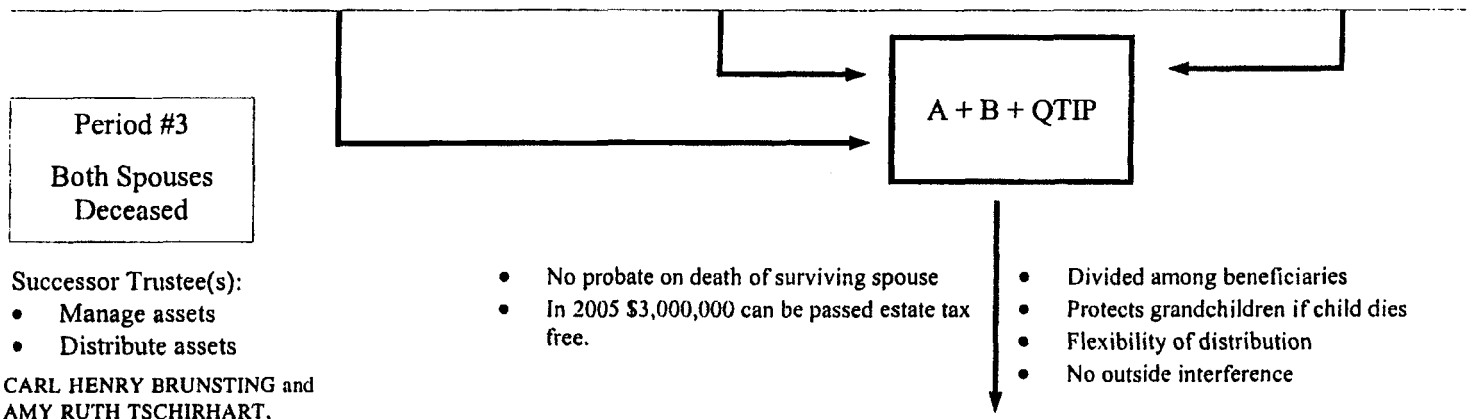 A + B + QTIP
Period #3
Both Spouses
Deceased
Successor Trustee(s):
• Manage assets
• Distribute assets
CARL HENRY BRUNSTING and
AMY RUTH TSCHIRHART,
• No probate on death of surviving spouse
• In 2005 $3,000,000 can be passed estate tax
free.
• Divided among beneficiaries
• Protects grandchildren if child dies
• Flexibility of distribution
• No outside interference